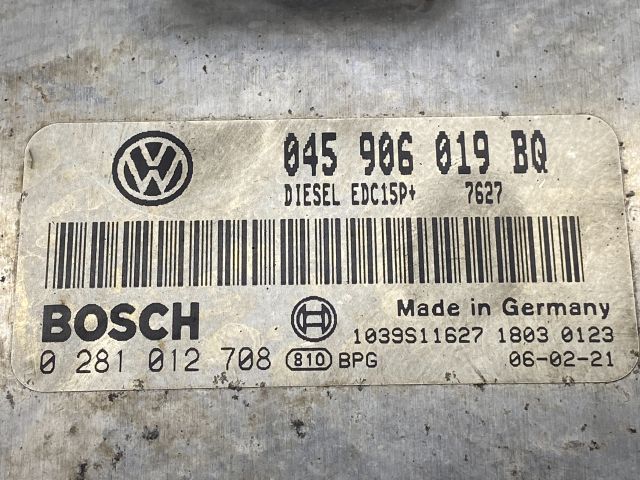 VW
045 906 019 BQ
DIESEL EDC15P+ 7627
BOSCH
Made in Germany
1039S11627 1803 0123
0 281 012 708 810 BPG
06-02-21